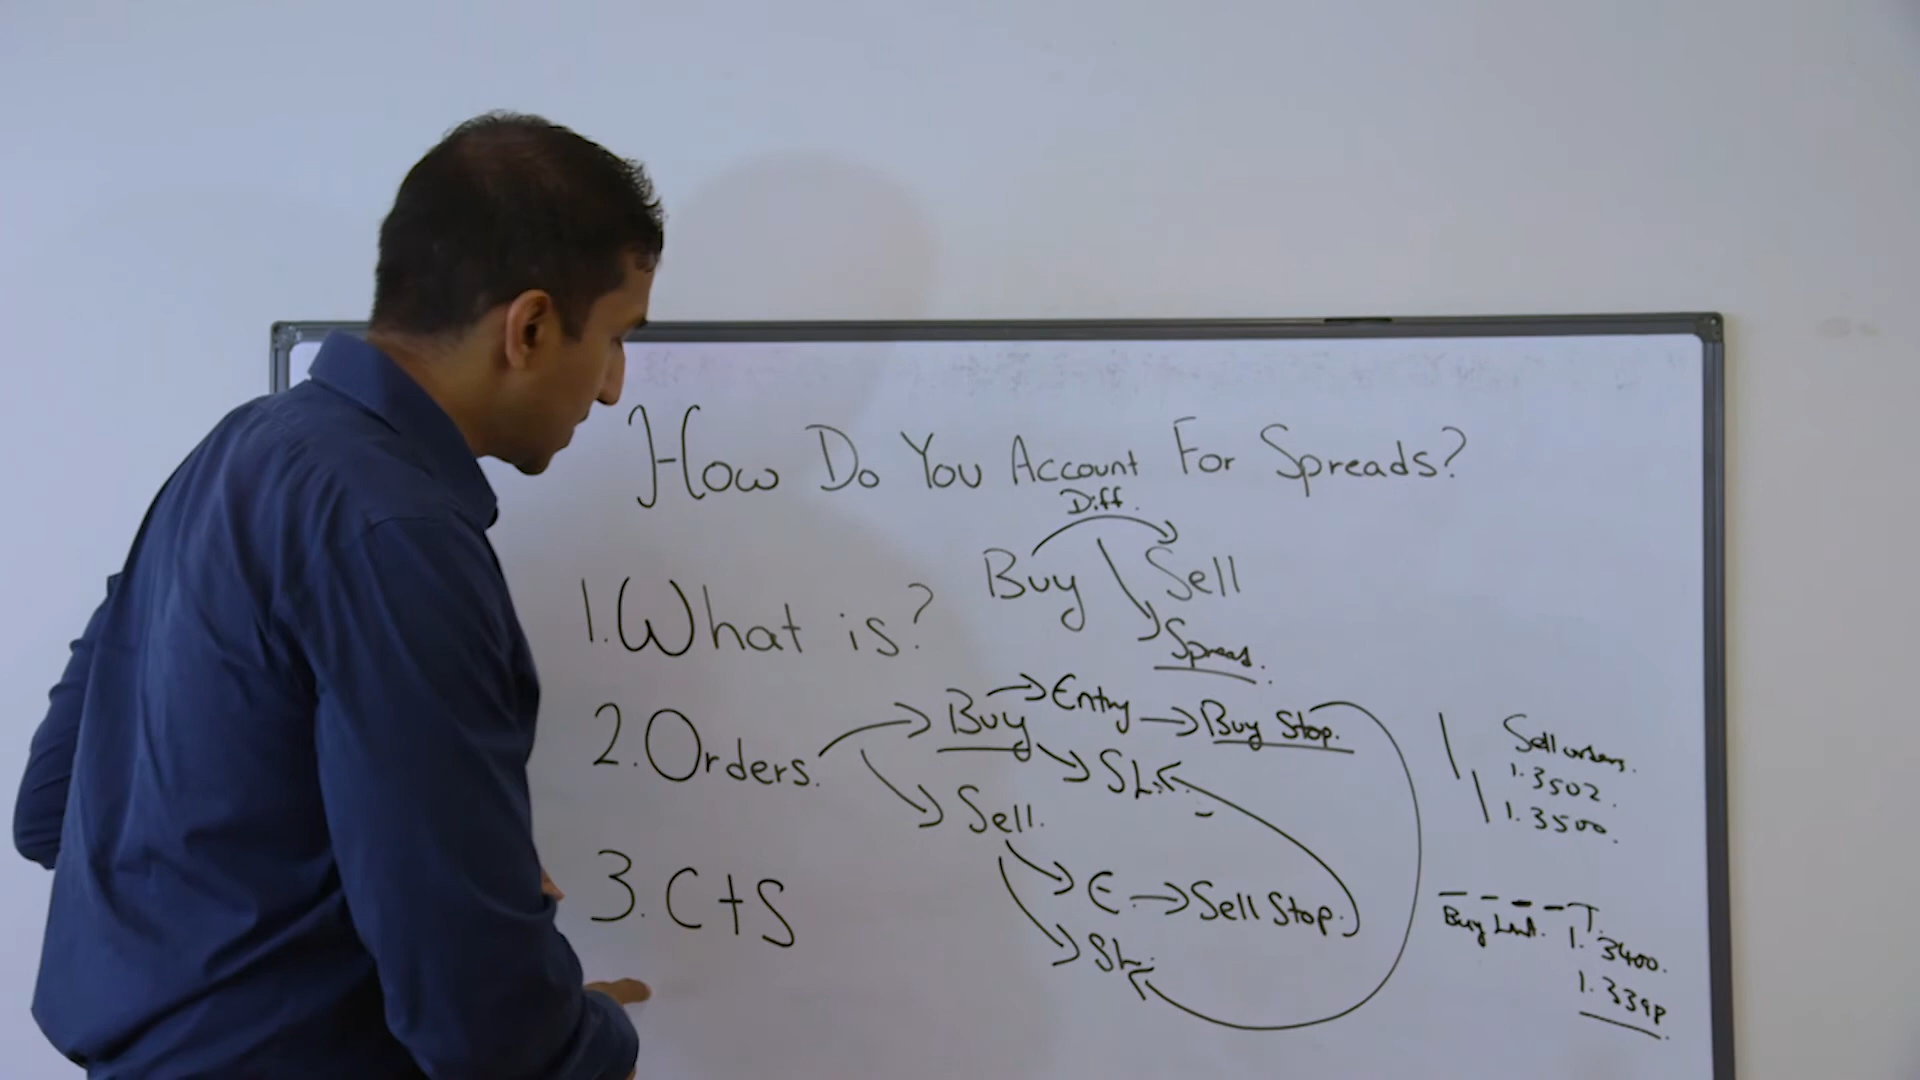 How Do You Account For Spreads?
Diff.
Buy Sell
1. What is?
Spread.
2. Orders.
Buy Entry Buy Stop.
SL.
Sell.
E Sell Stop.
SL.
3. C+S
Sell orders.
1.3502.
1.3500.
Buy Limit.
1.3400.
1.3398.